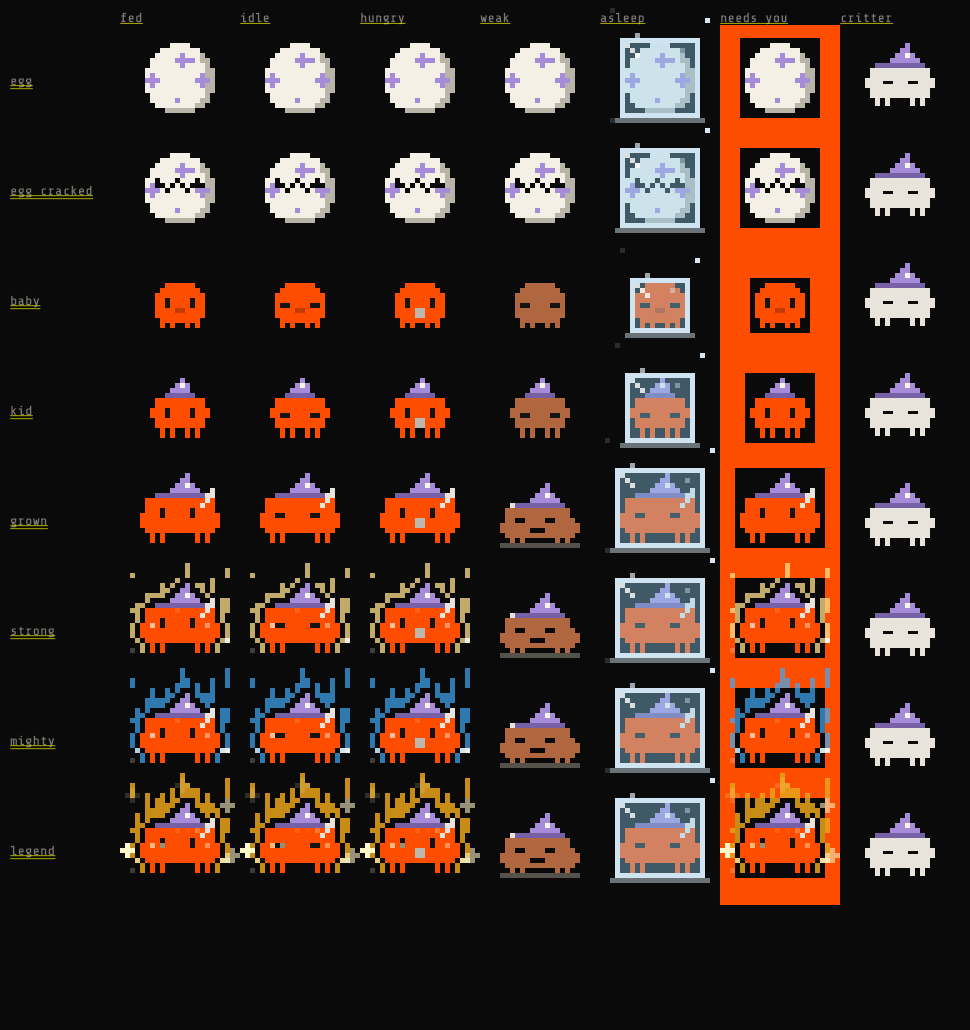 fed idle hungry weak asleep needs you critter
egg
egg cracked
baby
kid
grown
strong
mighty
legend